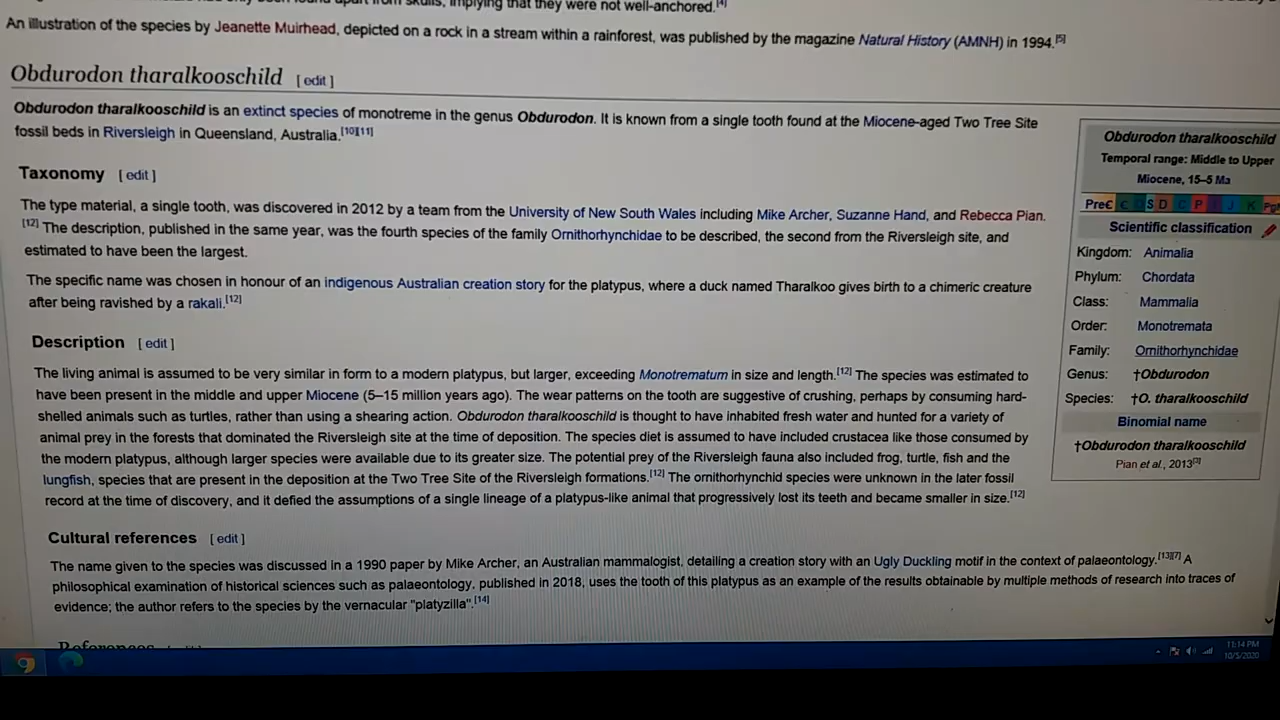 skulls, implying that they were not well-anchored.[4]
An illustration of the species by Jeanette Muirhead, depicted on a rock in a stream within a rainforest, was published by the magazine Natural History (AMNH) in 1994.[5]
Obdurodon tharalkooschild [ edit ]
Obdurodon tharalkooschild is an extinct species of monotreme in the genus Obdurodon. It is known from a single tooth found at the Miocene-aged Two Tree Site
fossil beds in Riversleigh in Queensland, Australia.[10][11]
Taxonomy [ edit ]
The type material, a single tooth, was discovered in 2012 by a team from the University of New South Wales including Mike Archer, Suzanne Hand, and Rebecca Pian.
[12] The description, published in the same year, was the fourth species of the family Ornithorhynchidae to be described, the second from the Riversleigh site, and
estimated to have been the largest.
The specific name was chosen in honour of an indigenous Australian creation story for the platypus, where a duck named Tharalkoo gives birth to a chimeric creature
after being ravished by a rakali.[12]
Description [ edit ]
The living animal is assumed to be very similar in form to a modern platypus, but larger, exceeding Monotrematum in size and length.[12] The species was estimated to
have been present in the middle and upper Miocene (5–15 million years ago). The wear patterns on the tooth are suggestive of crushing, perhaps by consuming hard-
shelled animals such as turtles, rather than using a shearing action. Obdurodon tharalkooschild is thought to have inhabited fresh water and hunted for a variety of
animal prey in the forests that dominated the Riversleigh site at the time of deposition. The species diet is assumed to have included crustacea like those consumed by
the modern platypus, although larger species were available due to its greater size. The potential prey of the Riversleigh fauna also included frog, turtle, fish and the
lungfish, species that are present in the deposition at the Two Tree Site of the Riversleigh formations.[12] The ornithorhynchid species were unknown in the later fossil
record at the time of discovery, and it defied the assumptions of a single lineage of a platypus-like animal that progressively lost its teeth and became smaller in size.[12]
Cultural references [ edit ]
The name given to the species was discussed in a 1990 paper by Mike Archer, an Australian mammalogist, detailing a creation story with an Ugly Duckling motif in the context of palaeontology.[13][7] A
philosophical examination of historical sciences such as palaeontology, published in 2018, uses the tooth of this platypus as an example of the results obtainable by multiple methods of research into traces of
evidence; the author refers to the species by the vernacular "platyzilla".[14]
References
Obdurodon tharalkooschild
Temporal range: Middle to Upper
Miocene, 15–5 Ma
PreЄ Є O S D C P T J K Pg
Scientific classification
Kingdom: Animalia
Phylum: Chordata
Class: Mammalia
Order: Monotremata
Family: Ornithorhynchidae
Genus: †Obdurodon
Species: †O. tharalkooschild
Binomial name
†Obdurodon tharalkooschild
Pian et al., 2013[2]
11:14 PM
10/5/2020